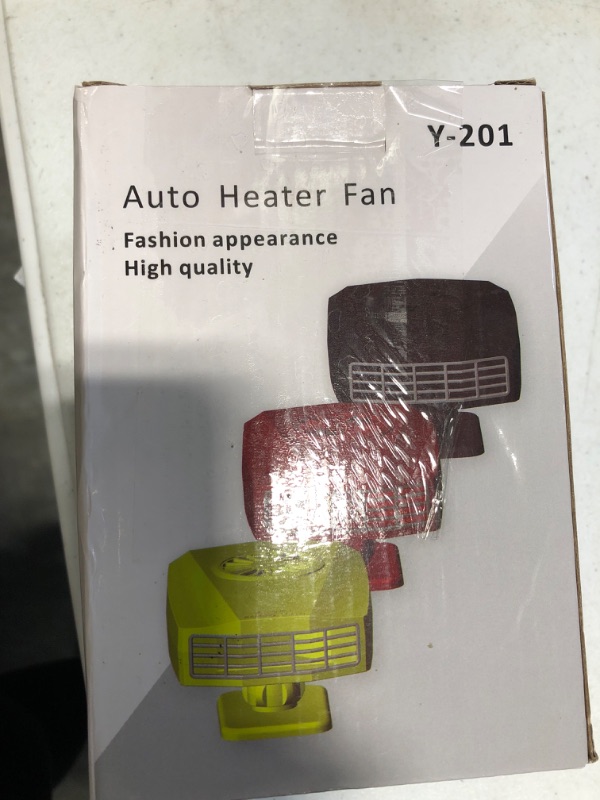 Y-201
Auto Heater Fan
Fashion appearance
High quality